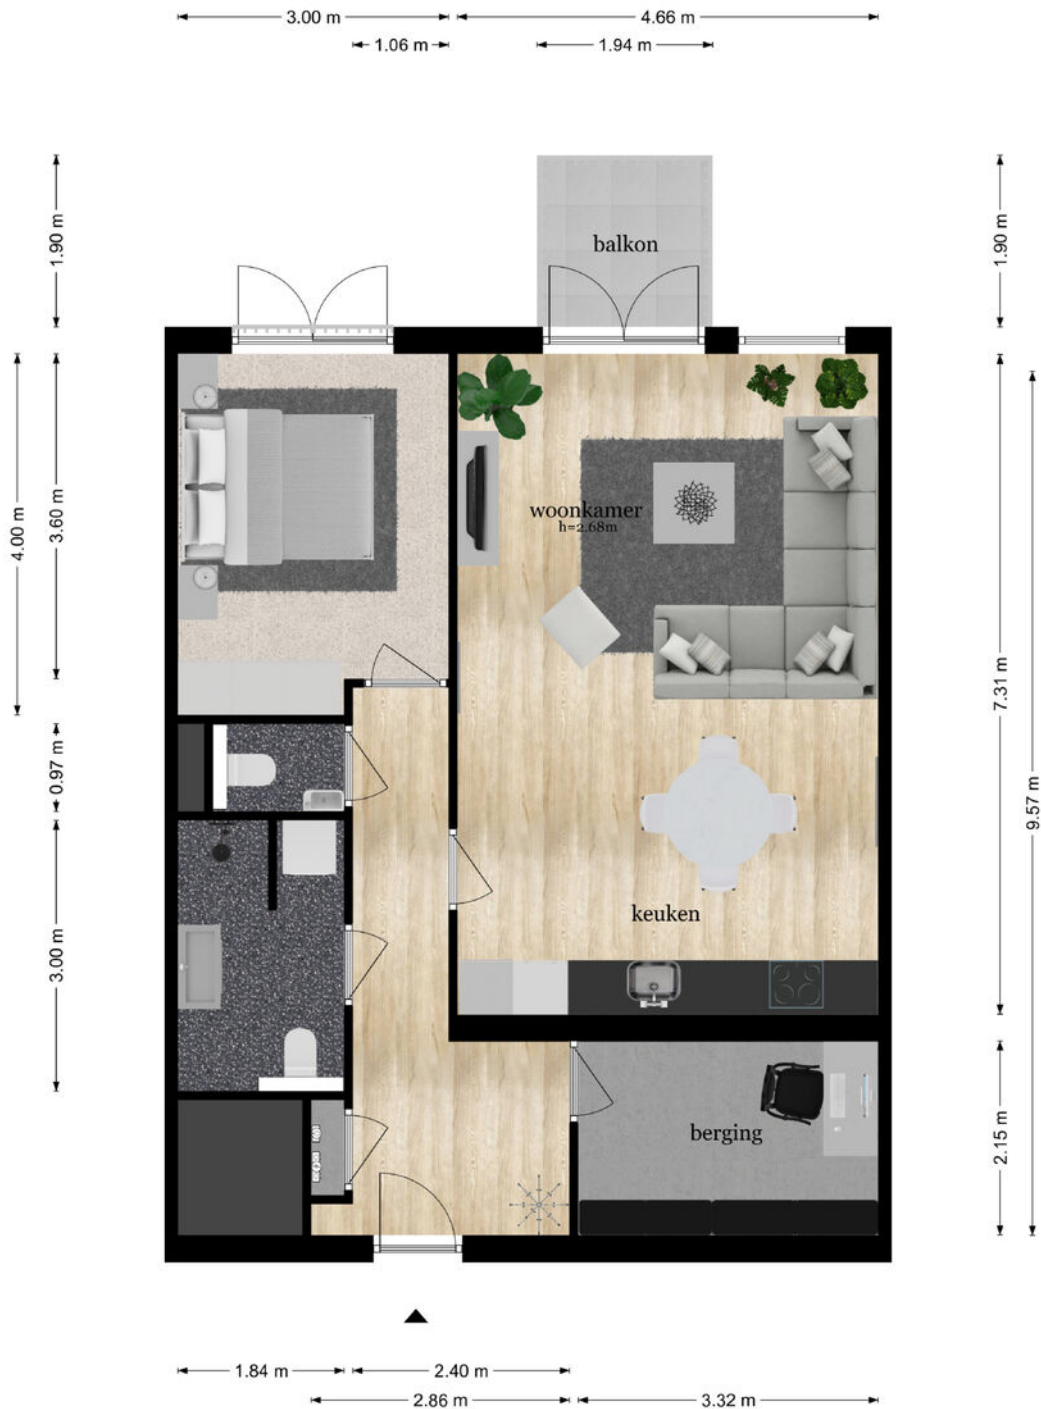 3.00 m
4.66 m
1.06 m
1.94 m
1.90 m
1.90 m
balkon
4.00 m
3.60 m
woonkamer
h=2.68m
7.31 m
0.97 m
9.57 m
keuken
3.00 m
berging
2.15 m
1.84 m
2.40 m
2.86 m
3.32 m